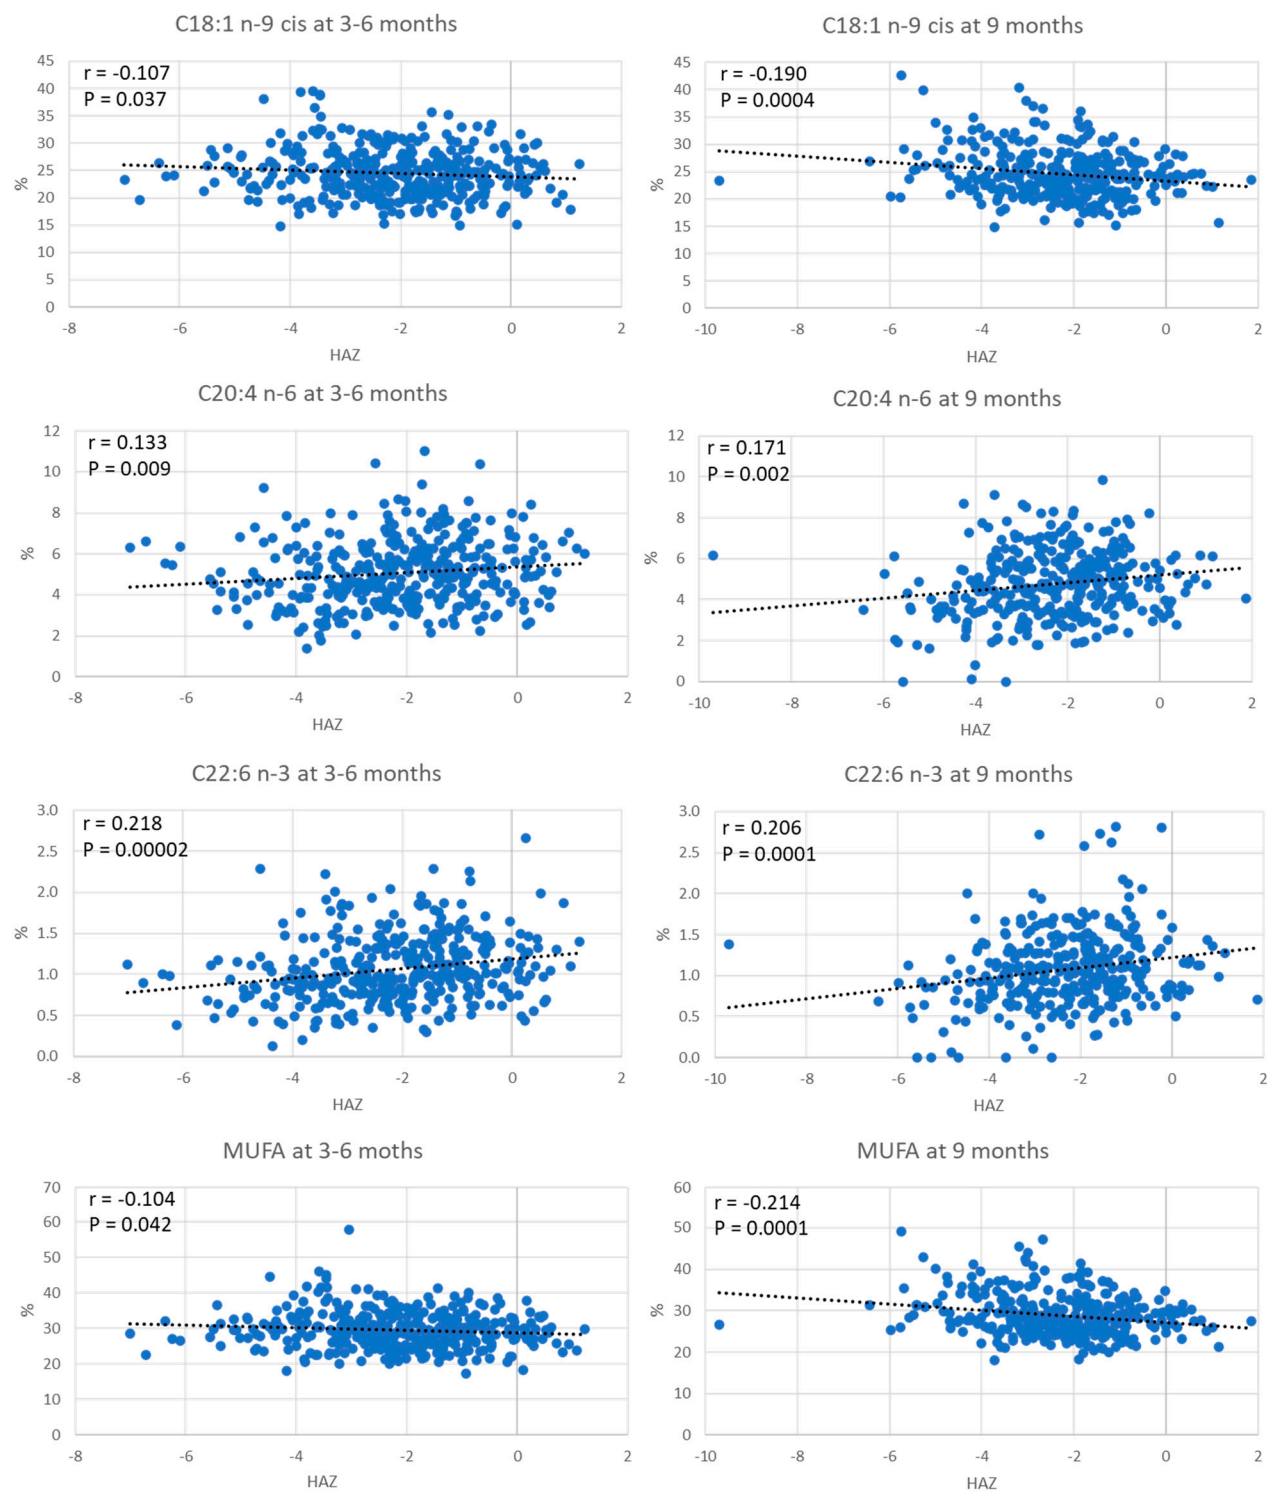 C18:1 n-9 cis at 3-6 months
r = -0.107
P = 0.037
45
40
35
30
25
20
15
10
5
0
%
-8 -6 -4 -2 0 2
HAZ
C18:1 n-9 cis at 9 months
r = -0.190
P = 0.0004
45
40
35
30
25
20
15
10
5
0
%
-10 -8 -6 -4 -2 0 2
HAZ
C20:4 n-6 at 3-6 months
r = 0.133
P = 0.009
12
10
8
6
4
2
0
%
-8 -6 -4 -2 0 2
HAZ
C20:4 n-6 at 9 months
r = 0.171
P = 0.002
12
10
8
6
4
2
0
%
-10 -8 -6 -4 -2 0 2
HAZ
C22:6 n-3 at 3-6 months
r = 0.218
P = 0.00002
3.0
2.5
2.0
1.5
1.0
0.5
0.0
%
-8 -6 -4 -2 0 2
HAZ
C22:6 n-3 at 9 months
r = 0.206
P = 0.0001
3.0
2.5
2.0
1.5
1.0
0.5
0.0
%
-10 -8 -6 -4 -2 0 2
HAZ
MUFA at 3-6 moths
r = -0.104
P = 0.042
70
60
50
40
30
20
10
0
%
-8 -6 -4 -2 0 2
HAZ
MUFA at 9 months
r = -0.214
P = 0.0001
60
50
40
30
20
10
0
%
-10 -8 -6 -4 -2 0 2
HAZ